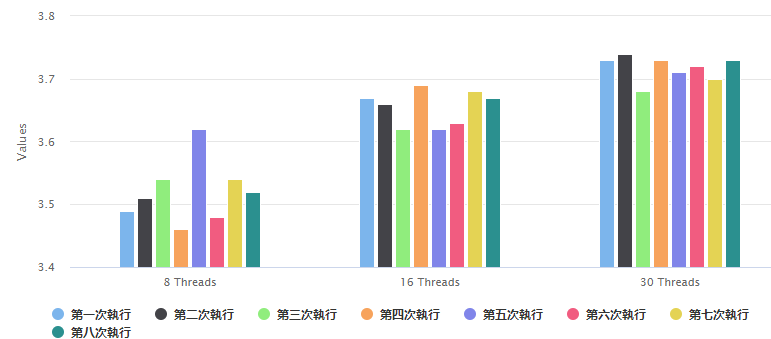 3.8
3.7
3.6
3.5
3.4
Values
8 Threads
16 Threads
30 Threads
第一次執行 第二次執行 第三次執行 第四次執行 第五次執行 第六次執行 第七次執行
第八次執行